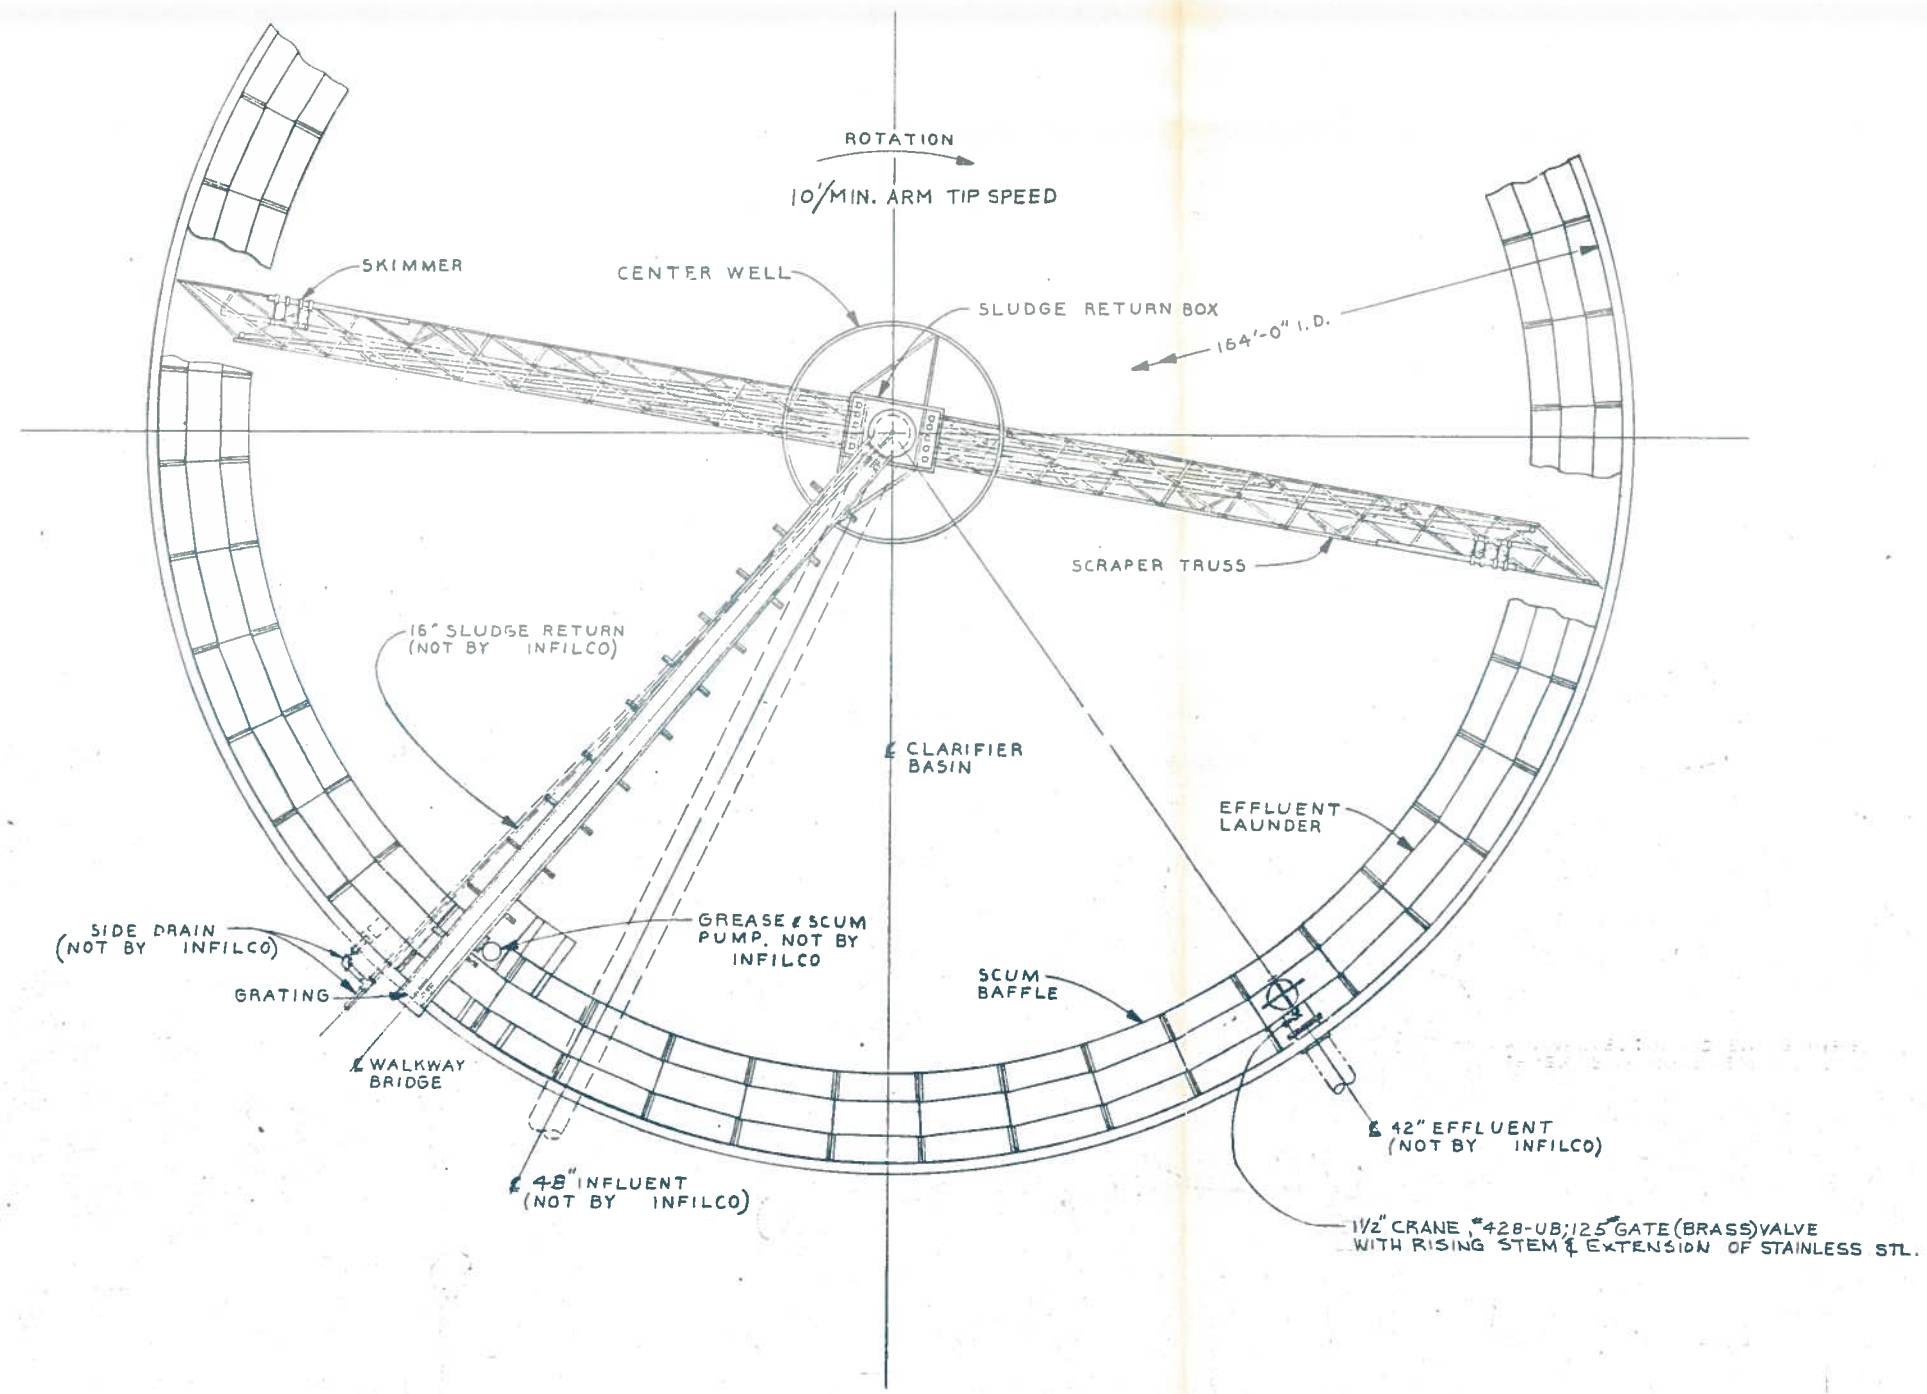 ROTATION
10'/MIN. ARM TIP SPEED
SKIMMER
CENTER WELL
SLUDGE RETURN BOX
164'-0" I.D.
SCRAPER TRUSS
16" SLUDGE RETURN
(NOT BY INFILCO)
℄ CLARIFIER
BASIN
EFFLUENT
LAUNDER
SIDE DRAIN
(NOT BY INFILCO)
GREASE & SCUM
PUMP. NOT BY
INFILCO
GRATING
SCUM
BAFFLE
℄ WALKWAY
BRIDGE
℄ 42" EFFLUENT
(NOT BY INFILCO)
℄ 48" INFLUENT
(NOT BY INFILCO)
1 1/2" CRANE, #428-UB; 125# GATE (BRASS) VALVE
WITH RISING STEM & EXTENSION OF STAINLESS STL.